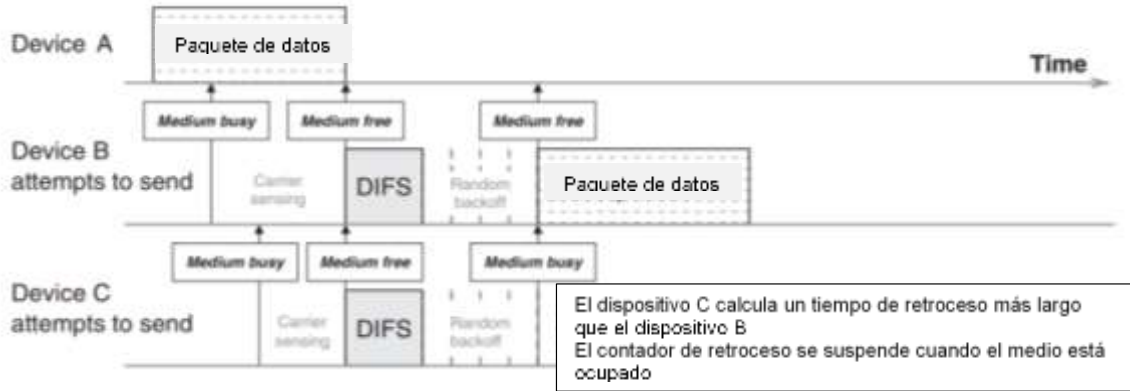 Device A
Paquete de datos
Time
Medium busy
Medium free
Medium free
Device B
attempts to send
Carrier
sensing
DIFS
Random
backoff
Paquete de datos
Medium busy
Medium free
Medium busy
Device C
attempts to send
Carrier
sensing
DIFS
Random
backoff
El dispositivo C calcula un tiempo de retroceso más largo
que el dispositivo B
El contador de retroceso se suspende cuando el medio está
ocupado